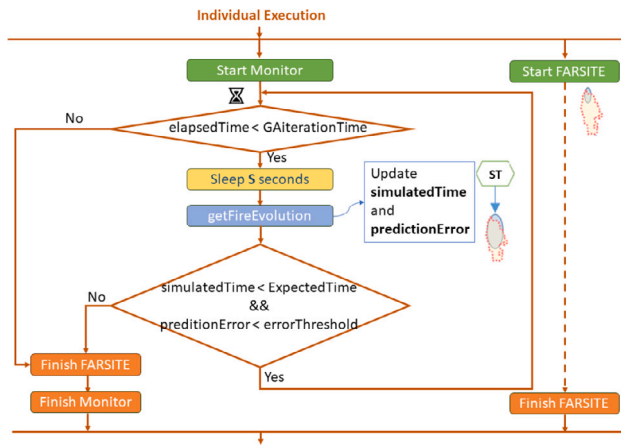 Individual Execution
Start Monitor
Start FARSITE
No
elapsedTime < GAiterationTime
Yes
Sleep S seconds
getFireEvolution
Update
simulatedTime
and
predictionError
ST
simulatedTime < ExpectedTime
&&
preditionError < errorThreshold
No
Yes
Finish FARSITE
Finish Monitor
Finish FARSITE